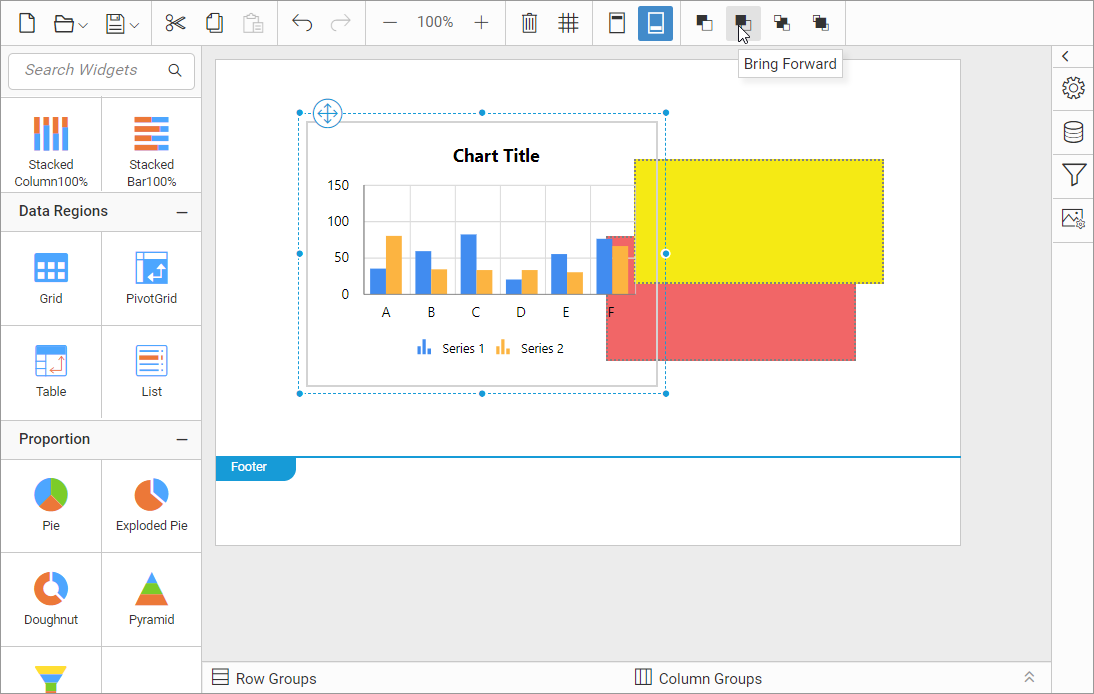 100%
Bring Forward
Search Widgets
Stacked
Column100%
Stacked
Bar100%
Data Regions
Grid
PivotGrid
Table
List
Proportion
Pie
Exploded Pie
Doughnut
Pyramid
Chart Title
150
100
50
0
A B C D E F
Series 1 Series 2
Footer
Row Groups
Column Groups